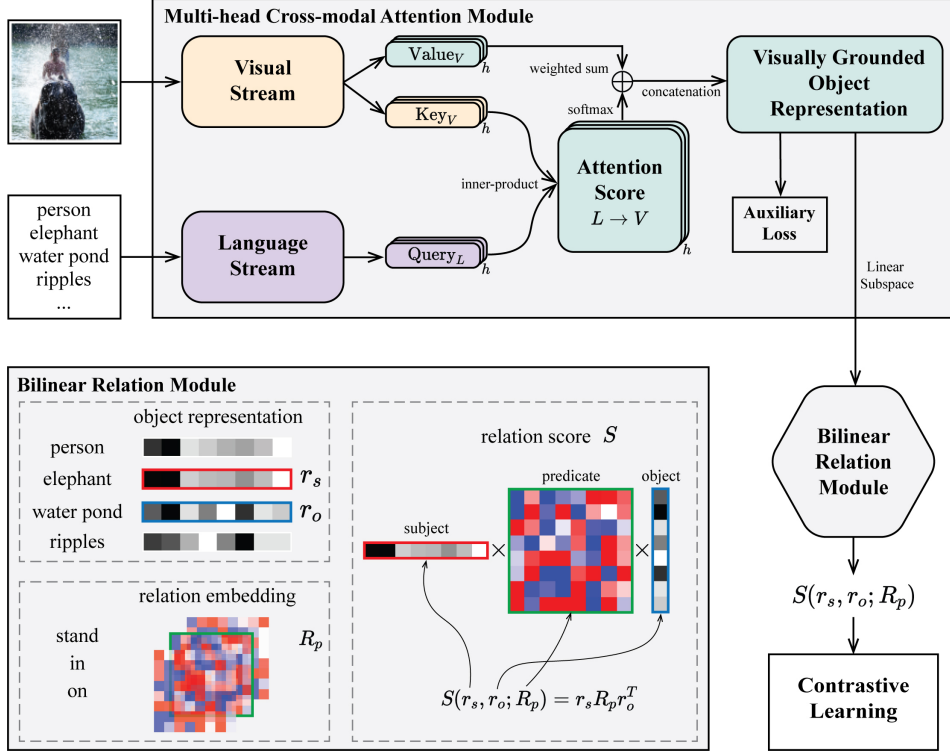 Multi-head Cross-modal Attention Module
Visual
Stream
Value_V
h
Key_V
h
weighted sum
softmax
concatenation
Visually Grounded
Object
Representation
person
elephant
water pond
ripples
...
Language
Stream
Query_L
h
inner-product
Attention
Score
L → V
h
Auxiliary
Loss
Linear
Subspace
Bilinear Relation Module
object representation
person
elephant
r_s
water pond
r_o
ripples
relation embedding
stand
in
on
R_p
relation score S
predicate
object
subject
×
×
S(r_s, r_o; R_p) = r_s R_p r_o^T
Bilinear
Relation
Module
S(r_s, r_o; R_p)
Contrastive
Learning